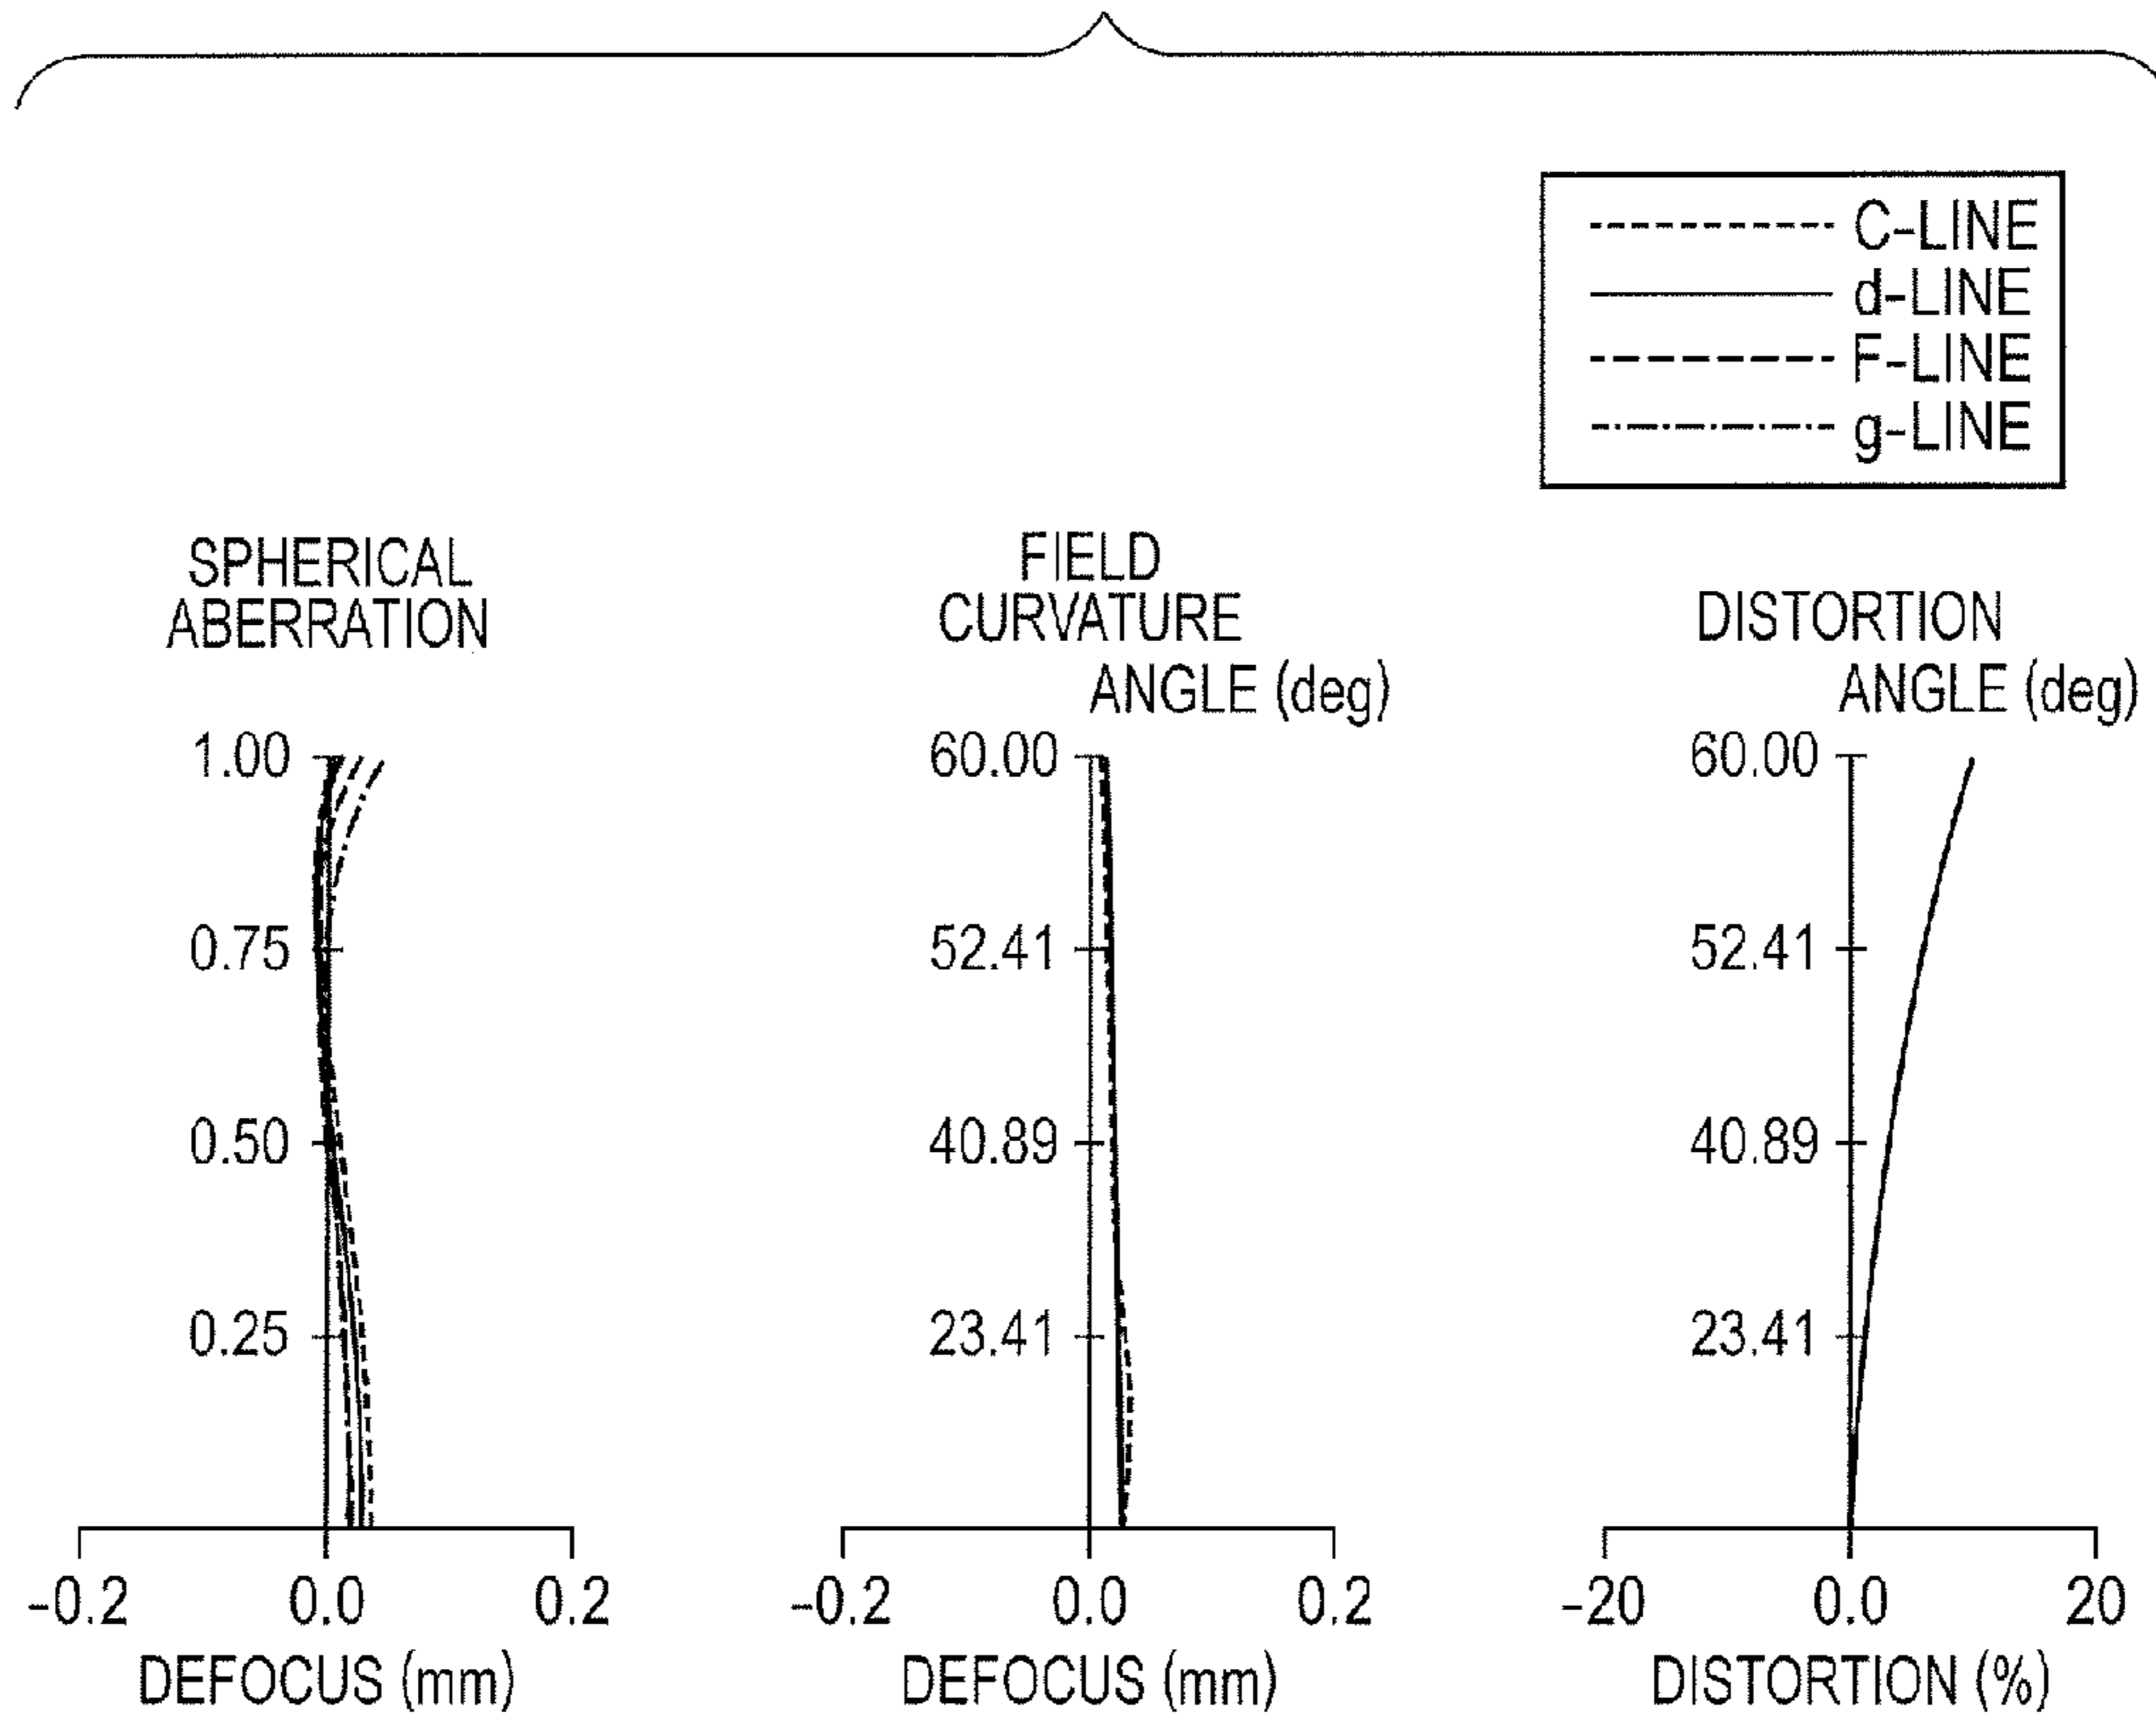 C-LINE
d-LINE
F-LINE
g-LINE
SPHERICAL
ABERRATION
1.00
0.75
0.50
0.25
-0.2 0.0 0.2
DEFOCUS (mm)
FIELD
CURVATURE
ANGLE (deg)
60.00
52.41
40.89
23.41
-0.2 0.0 0.2
DEFOCUS (mm)
DISTORTION
ANGLE (deg)
60.00
52.41
40.89
23.41
-20 0.0 20
DISTORTION (%)